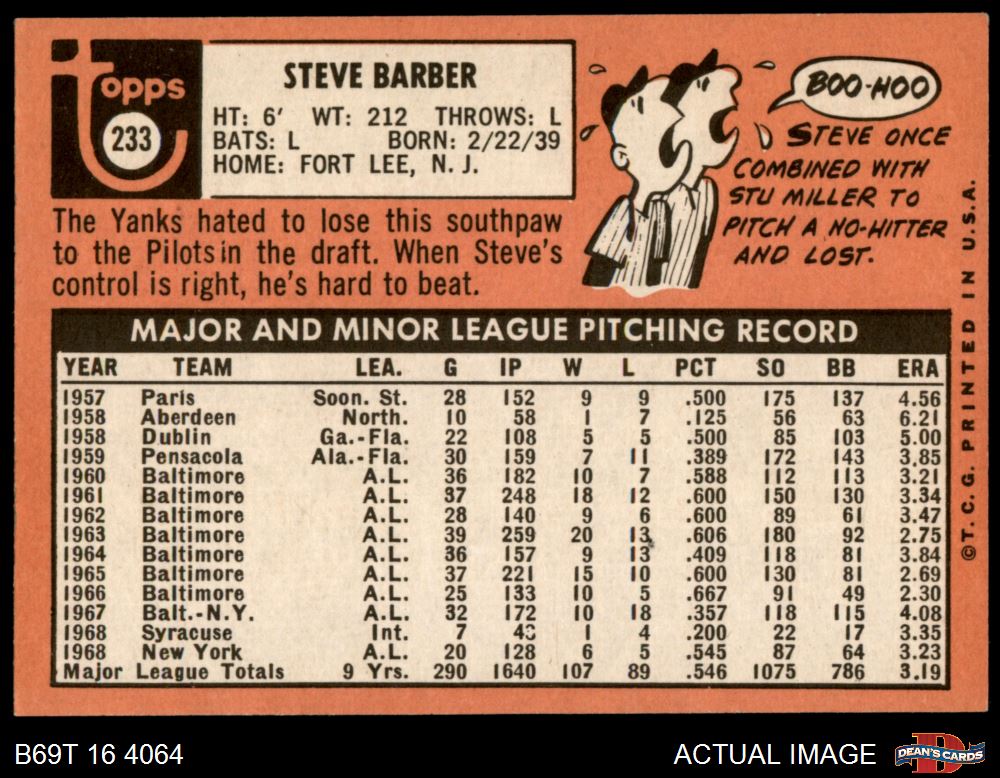 Topps
233
STEVE BARBER
HT: 6' WT: 212 THROWS: L
BATS: L BORN: 2/22/39
HOME: FORT LEE, N. J.
The Yanks hated to lose this southpaw
to the Pilots in the draft. When Steve's
control is right, he's hard to beat.
BOO-HOO
STEVE ONCE
COMBINED WITH
STU MILLER TO
PITCH A NO-HITTER
AND LOST.
MAJOR AND MINOR LEAGUE PITCHING RECORD
YEAR TEAM LEA. G IP W L PCT SO BB ERA
1957 Paris Soon. St. 28 152 9 9 .500 175 137 4.56
1958 Aberdeen North. 10 58 1 7 .125 56 63 6.21
1958 Dublin Ga.-Fla. 22 108 5 5 .500 85 103 5.00
1959 Pensacola Ala.-Fla. 30 159 7 11 .389 172 143 3.85
1960 Baltimore A.L. 36 182 10 7 .588 112 113 3.21
1961 Baltimore A.L. 37 248 18 12 .600 150 130 3.34
1962 Baltimore A.L. 28 140 9 6 .600 89 61 3.47
1963 Baltimore A.L. 39 259 20 13 .606 180 92 2.75
1964 Baltimore A.L. 36 157 9 13 .409 118 81 3.84
1965 Baltimore A.L. 37 221 15 10 .600 130 81 2.69
1966 Baltimore A.L. 25 133 10 5 .667 91 49 2.30
1967 Balt.-N.Y. A.L. 32 172 10 18 .357 118 115 4.08
1968 Syracuse Int. 7 43 1 4 .200 22 17 3.35
1968 New York A.L. 20 128 6 5 .545 87 64 3.23
Major League Totals 9 Yrs. 290 1640 107 89 .546 1075 786 3.19
©T.C.G. PRINTED IN U.S.A.
B69T 16 4064
ACTUAL IMAGE
DEAN'S CARDS